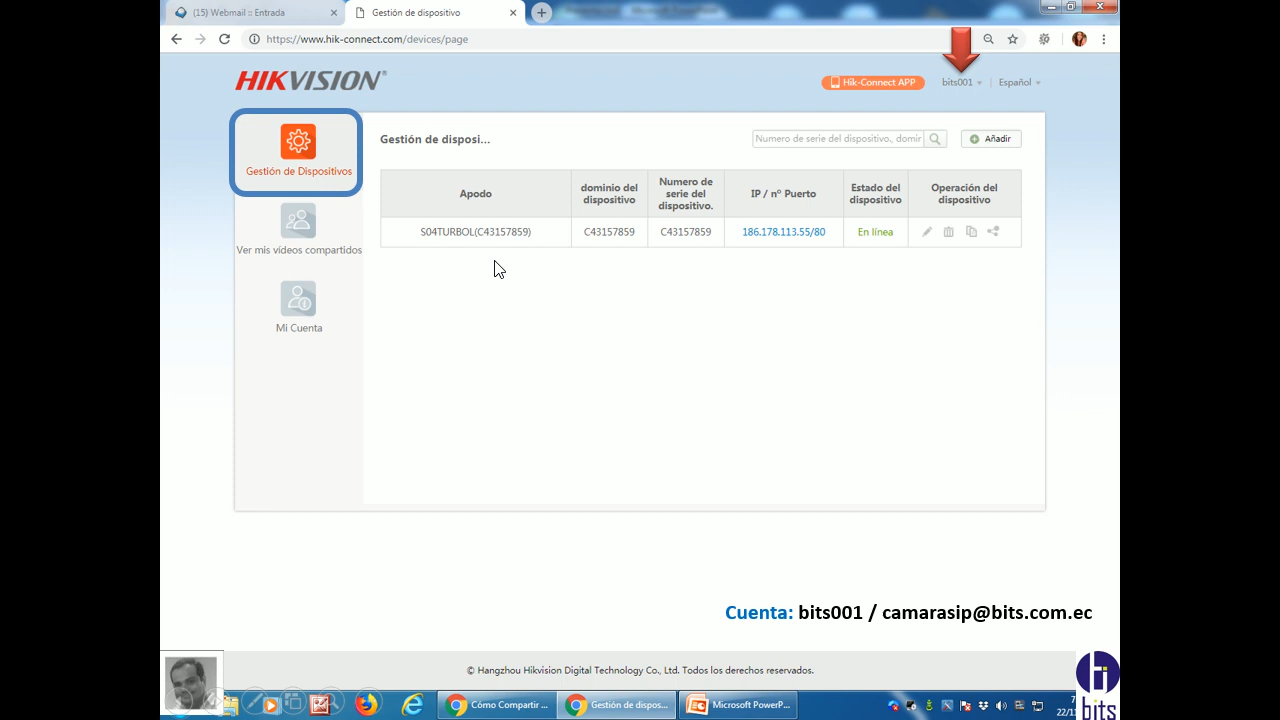 (15) Webmail :: Entrada
Gestión de dispositivo
https://www.hik-connect.com/devices/page
HIKVISION®
Hik-Connect APP
bits001
Español
Gestión de Dispositivos
Ver mis vídeos compartidos
Mi Cuenta
Gestión de disposi...
Numero de serie del dispositivo, domir
Añadir
Apodo
dominio del dispositivo
Numero de serie del dispositivo.
IP / nº Puerto
Estado del dispositivo
Operación del dispositivo
S04TURBOL(C43157859)
C43157859
C43157859
186.178.113.55/80
En línea
Cuenta: bits001 / camarasip@bits.com.ec
© Hangzhou Hikvision Digital Technology Co., Ltd. Todos los derechos reservados.
hi
bits
Cómo Compartir ...
Gestión de dispos...
Microsoft PowerP...